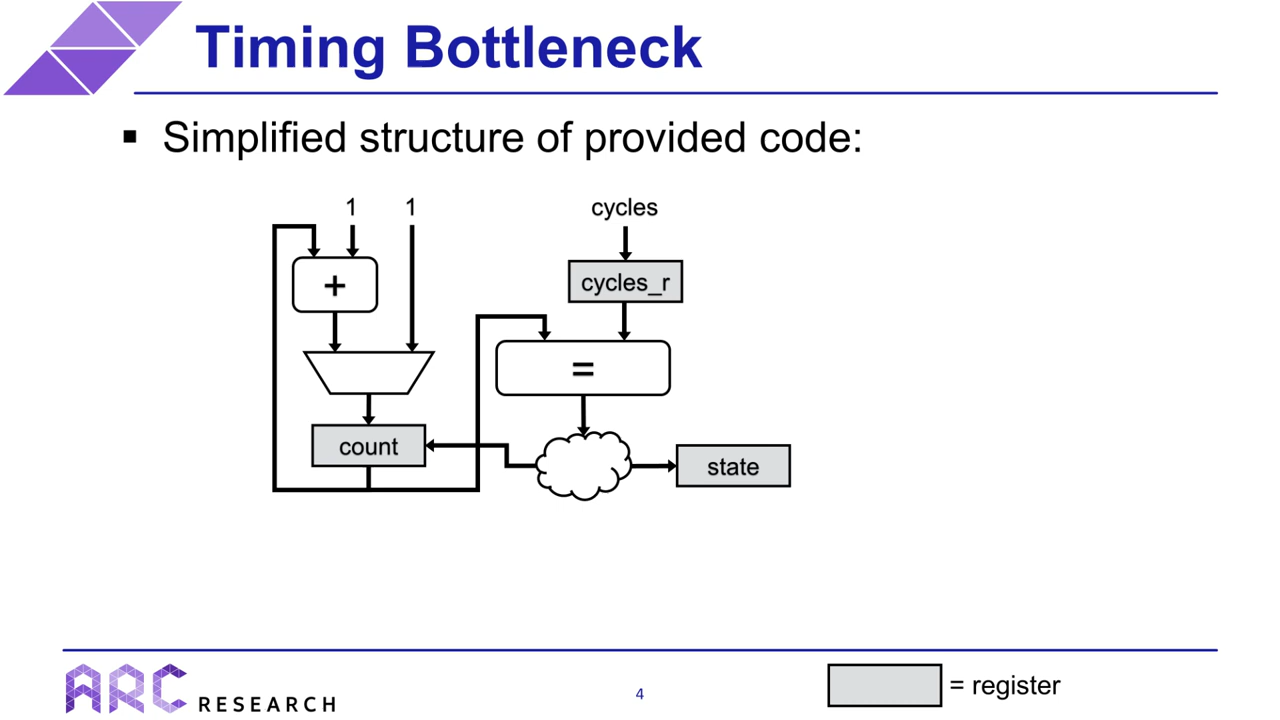 Timing Bottleneck
▪ Simplified structure of provided code:
1 1 cycles
+ cycles_r
=
count
state
ARC RESEARCH
4
= register